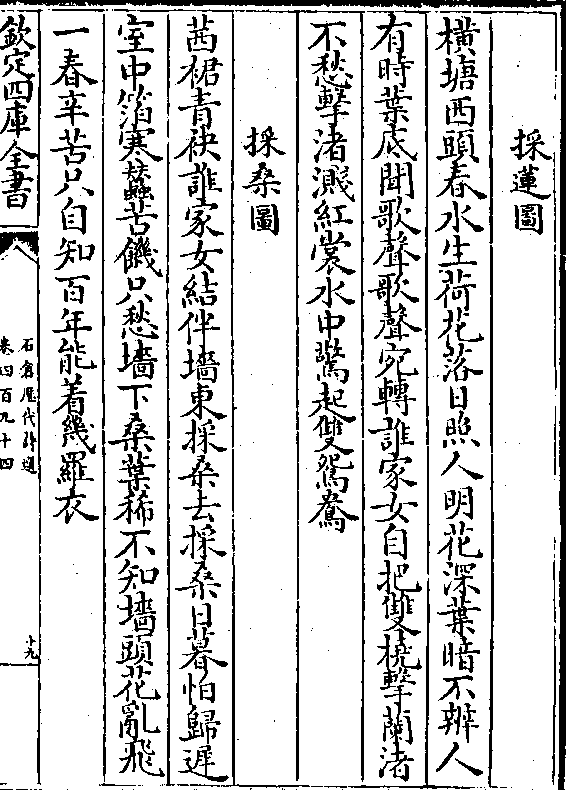 採蓮圖
橫塘西頭春水生荷花落日照人明花深葉暗不辨人
有時葉底聞歌聲歌聲宛轉誰家女自把雙橈擊蘭渚
不愁擊渚濺紅裳水中驚起雙鴛鴦
採桑圖
茜裙青袂誰家女結伴墻東採桑去採桑日暮怕歸遲
室中箔寒蠶苦饑只愁墻下桑葉稀不知墻頭花亂飛
一春辛苦只自知百年能着幾羅衣
欽定四庫全書
石倉歷代詩選
卷四百九十四
十九